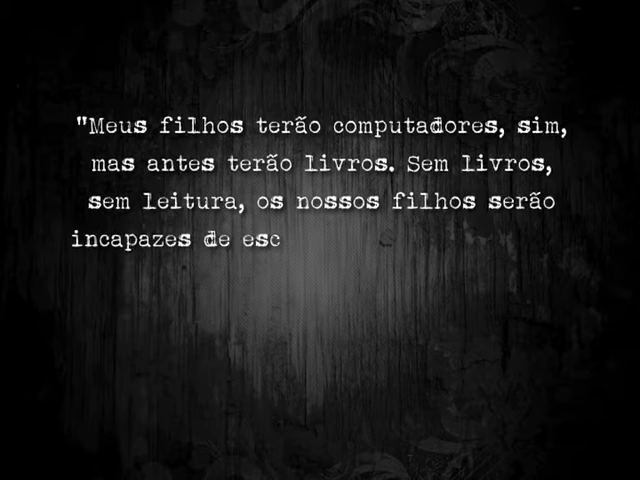 "Meus filhos terão computadores, sim,
mas antes terão livros. Sem livros,
sem leitura, os nossos filhos serão
incapazes de esc